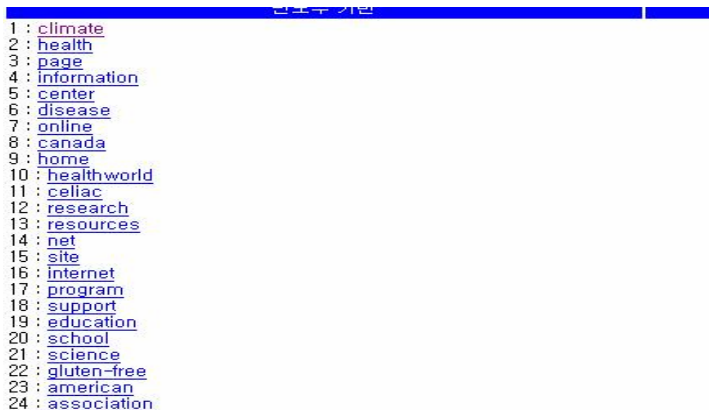 1 : climate
2 : health
3 : page
4 : information
5 : center
6 : disease
7 : online
8 : canada
9 : home
10 : healthworld
11 : celiac
12 : research
13 : resources
14 : net
15 : site
16 : internet
17 : program
18 : support
19 : education
20 : school
21 : science
22 : gluten-free
23 : american
24 : association